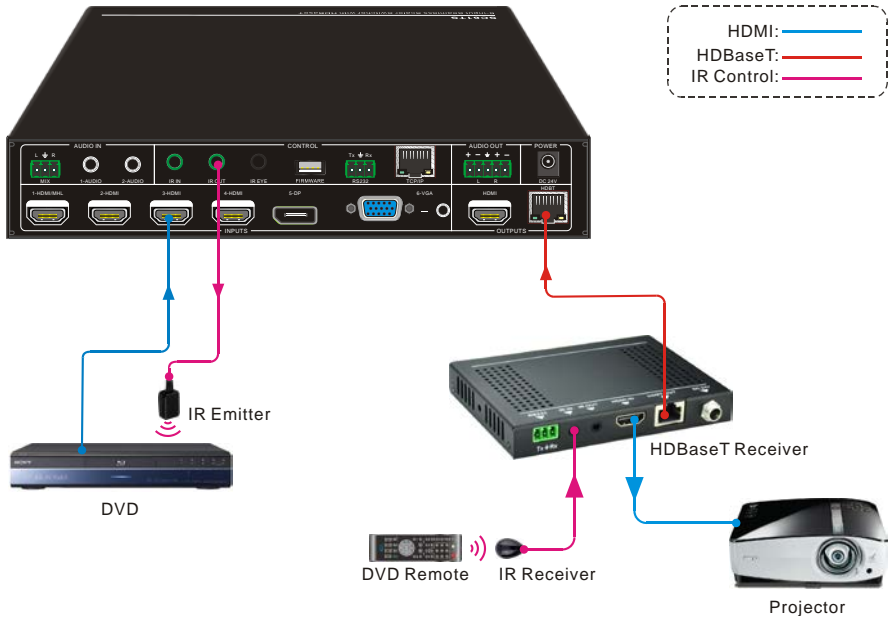 SC61TS
HDMI:
HDBaseT:
IR Control:
AUDIO IN
CONTROL
AUDIO OUT
POWER
L R
Tx Rx
+ − + −
MIX
1-AUDIO
2-AUDIO
IR IN
IR OUT
IR EYE
FIRMWARE
RS232
TCP/IP
L R
DC 24V
1-HDMI/MHL
2-HDMI
3-HDMI
4-HDMI
5-DP
6-VGA
HDMI
HDBT
INPUTS
OUTPUTS
IR Emitter
SONY
DVD
Tx Rx
HDBaseT Receiver
DVD Remote
IR Receiver
Projector